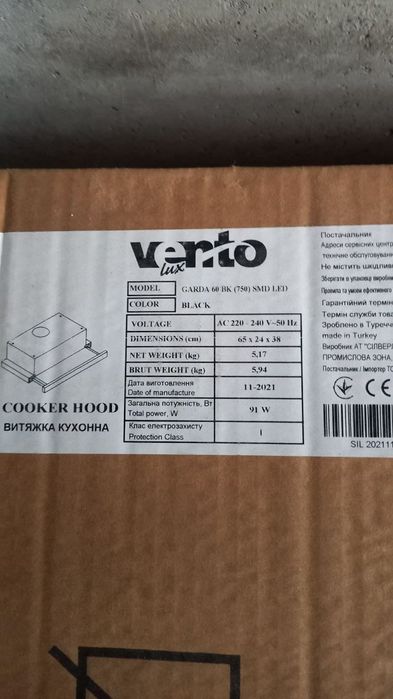 vento
lux
MODEL GARDA 60 BK (750) SMD LED
COLOR BLACK
VOLTAGE AC 220 - 240 V~50 Hz
DIMENSIONS (cm) 65 x 24 x 38
NET WEIGHT (kg) 5,17
BRUT WEIGHT (kg) 5,94
Дата виготовлення
Date of manufacture 11-2021
Загальна потужність, Вт
Total power, W 91 W
Клас електрозахисту
Protection Class I
COOKER HOOD
ВИТЯЖКА КУХОННА
Постачальник
Адреси сервісних центр
технічне обслуговуван
Не містить шкідливи
Зберігати в упаковці виробни
Правила та умови ефективного
Гарантійний термін
Термін служби това
Зроблено в Туречч
made in Turkey
Виробник АТ "СІЛВЕРІ
ПРОМИСЛОВА ЗОНА,
Постачальник / Імпортер ТО
CE
SIL 202111